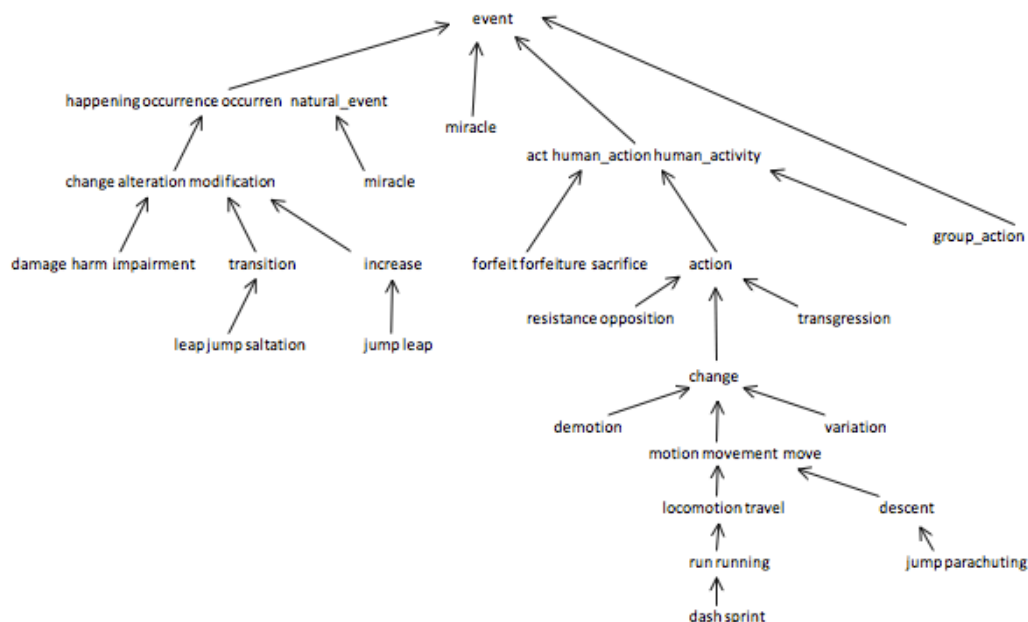 event
happening occurrence occurren natural_event
miracle
act human_action human_activity
change alteration modification
miracle
group_action
damage harm impairment
transition
increase
forfeit forfeiture sacrifice
action
resistance opposition
transgression
leap jump saltation
jump leap
change
demotion
variation
motion movement move
locomotion travel
descent
run running
jump parachuting
dash sprint